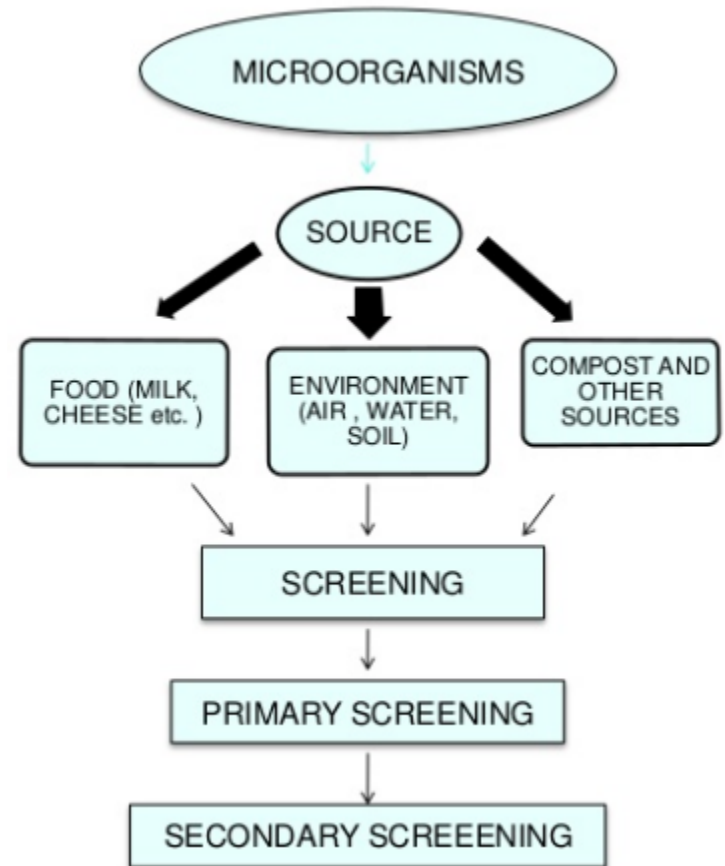 MICROORGANISMS
SOURCE
FOOD (MILK,
CHEESE etc. )
ENVIRONMENT
(AIR , WATER,
SOIL)
COMPOST AND
OTHER
SOURCES
SCREENING
PRIMARY SCREENING
SECONDARY SCREEENING